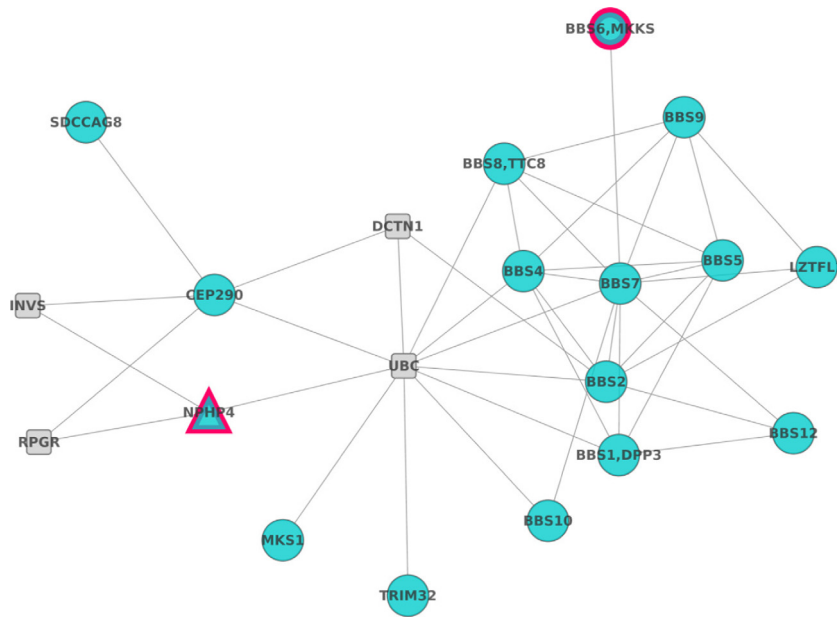 BBS6,MKKS
BBS9
SDCCAG8
BBS8,TTC8
DCTN1
BBS5
LZTFL
BBS4
BBS7
CEP290
INVS
UBC
BBS2
NPHP4
BBS12
RPGR
BBS1,DPP3
BBS10
MKS1
TRIM32